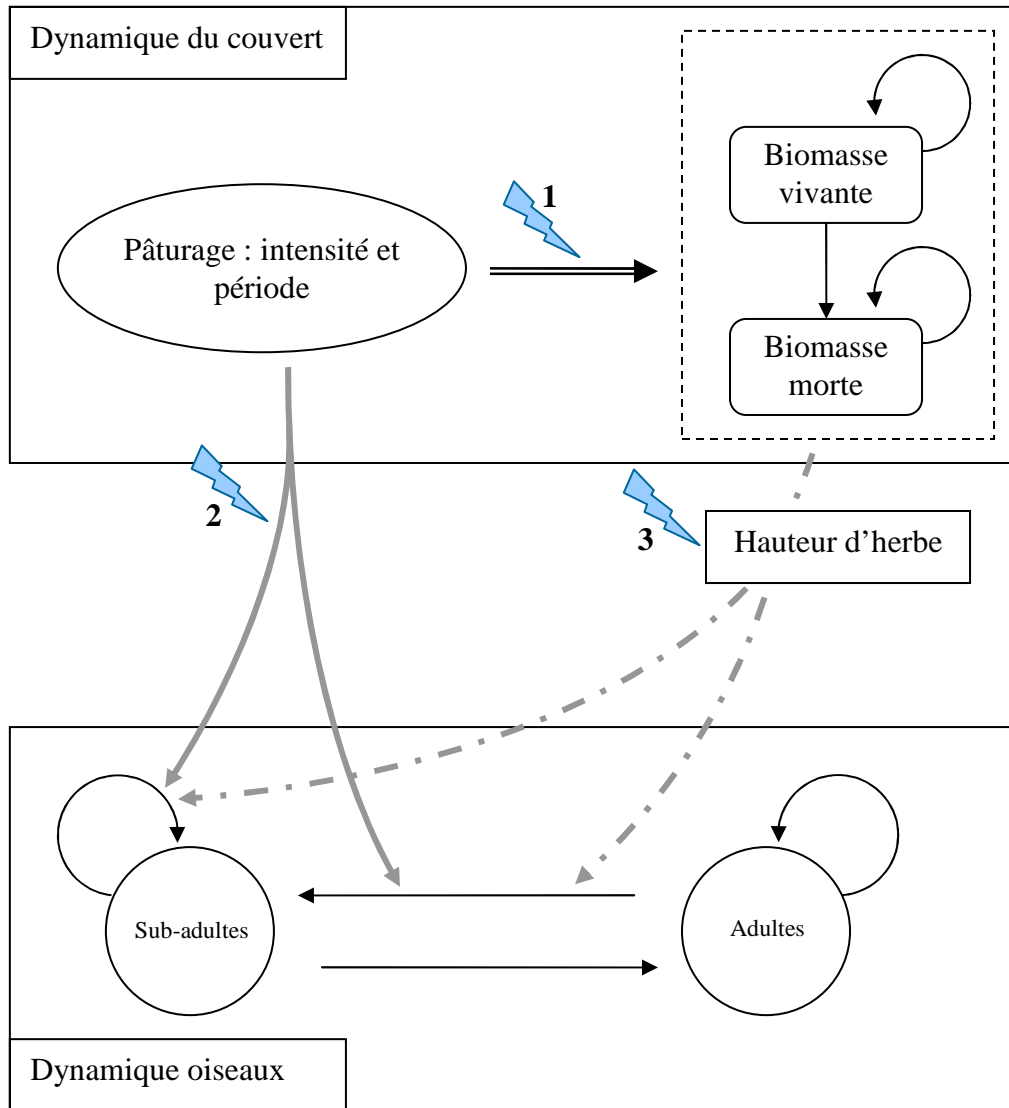 Dynamique du couvert
Biomasse
vivante
1
Pâturage : intensité et
période
Biomasse
morte
2
3
Hauteur d’herbe
Sub-adultes
Adultes
Dynamique oiseaux